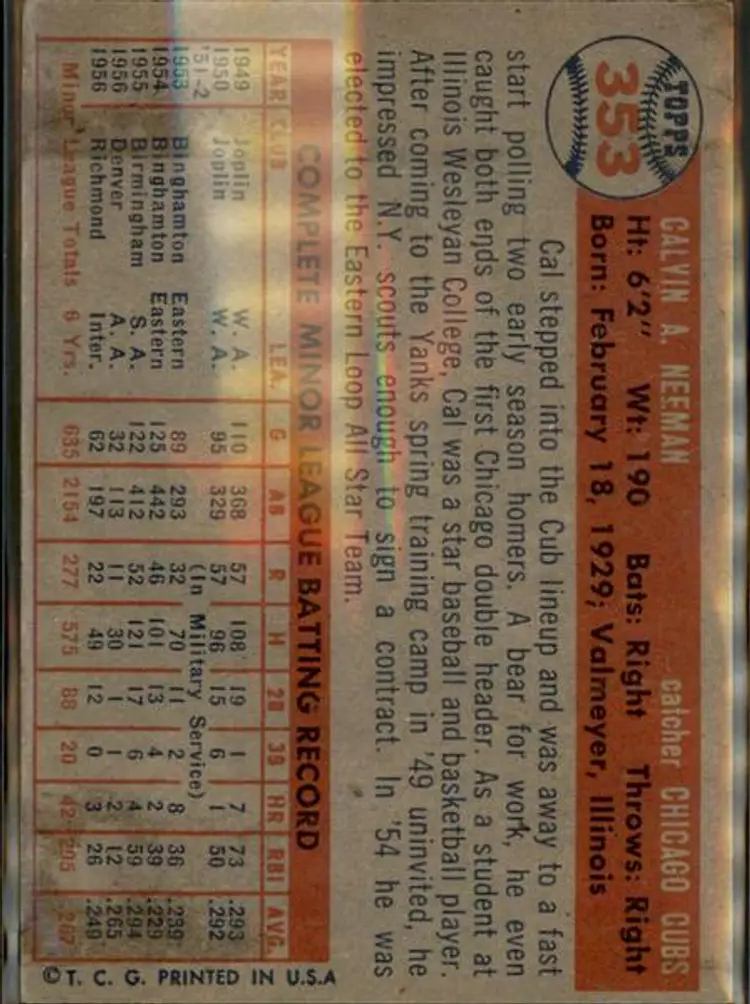 TOPPS
353
CALVIN A. NEEMAN catcher CHICAGO CUBS
Ht: 6'2" Wt: 190 Bats: Right Throws: Right
Born: February 18, 1929; Valmeyer, Illinois
Cal stepped into the Cub lineup and was away to a fast
start polling two early season homers. A bear for work, he even
caught both ends of the first Chicago double header. As a student at
Illinois Wesleyan College, Cal was a star baseball and basketball player.
After coming to the Yanks spring training camp in '49 uninvited, he
impressed N.Y. scouts enough to sign a contract. In '54 he was
elected to the Eastern Loop All Star Team.
COMPLETE MINOR LEAGUE BATTING RECORD
YEAR CLUB LEA. G AB R H 2B 3B HR RBI AVG.
1949 Joplin W. A. 110 368 57 108 19 1 7 73 .293
1950 Joplin W. A. 95 329 57 96 15 6 1 50 .292
'51-2 (In Military Service)
1953 Binghamton Eastern 89 293 32 70 11 2 8 36 .239
1954 Binghamton Eastern 125 442 46 101 13 4 2 39 .229
1955 Birmingham S. A. 122 412 52 121 17 6 4 59 .294
1956 Denver A. A. 32 113 11 30 1 1 2 12 .265
1956 Richmond Inter. 62 197 22 49 12 0 3 26 .249
Minor League Totals 6 Yrs. 635 2154 277 575 88 20 .267
© T. C. G. PRINTED IN U.S.A